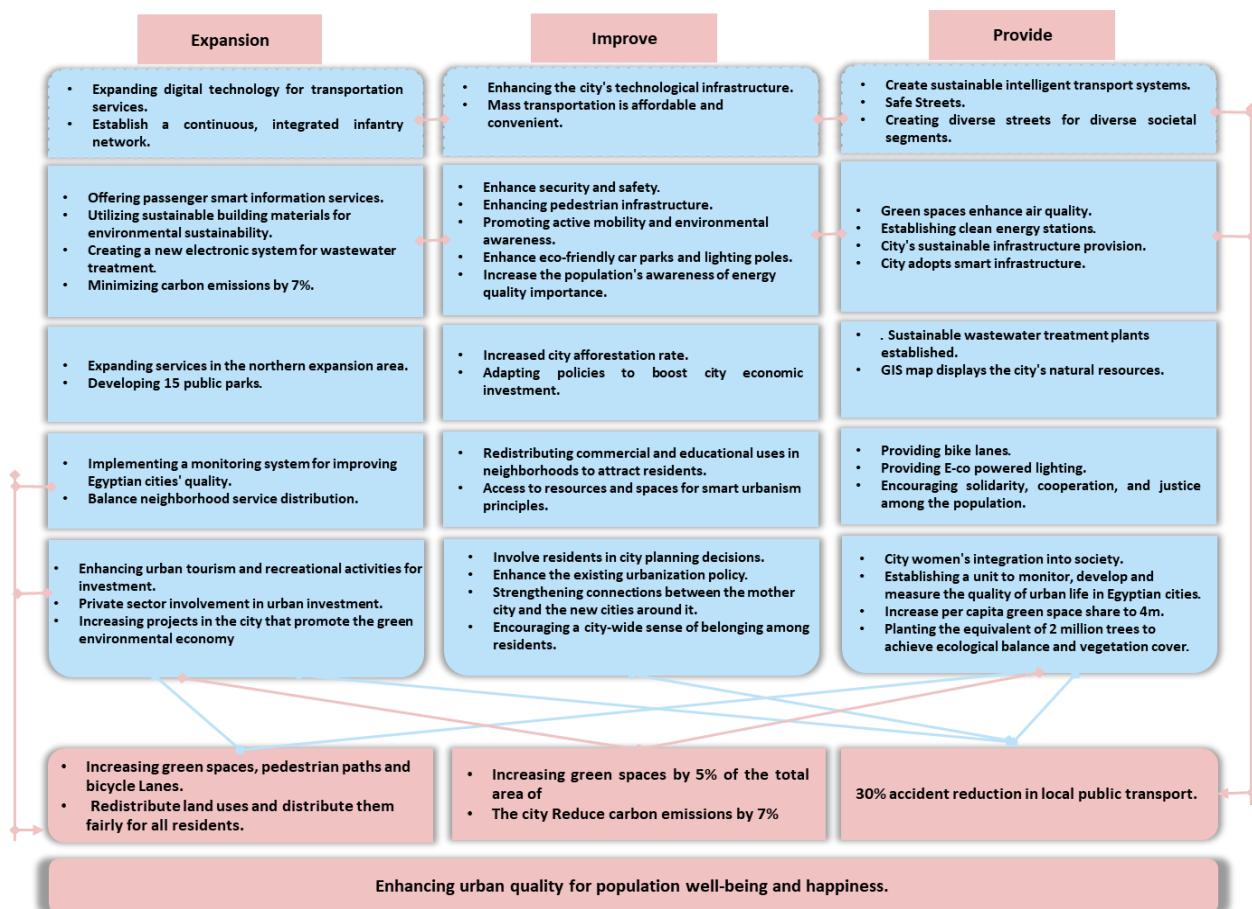 Expansion
Improve
Provide
• Expanding digital technology for transportation
services.
• Establish a continuous, integrated infantry
network.
• Enhancing the city's technological infrastructure.
• Mass transportation is affordable and
convenient.
• Create sustainable intelligent transport systems.
• Safe Streets.
• Creating diverse streets for diverse societal
segments.
• Offering passenger smart information services.
• Utilizing sustainable building materials for
environmental sustainability.
• Creating a new electronic system for wastewater
treatment.
• Minimizing carbon emissions by 7%.
• Enhance security and safety.
• Enhancing pedestrian infrastructure.
• Promoting active mobility and environmental
awareness.
• Enhance eco-friendly car parks and lighting poles.
• Increase the population's awareness of energy
quality importance.
• Green spaces enhance air quality.
• Establishing clean energy stations.
• City's sustainable infrastructure provision.
• City adopts smart infrastructure.
• Expanding services in the northern expansion area.
• Developing 15 public parks.
• Increased city afforestation rate.
• Adapting policies to boost city economic
investment.
• . Sustainable wastewater treatment plants
established.
• GIS map displays the city's natural resources.
• Implementing a monitoring system for improving
Egyptian cities' quality.
• Balance neighborhood service distribution.
• Redistributing commercial and educational uses in
neighborhoods to attract residents.
• Access to resources and spaces for smart urbanism
principles.
• Providing bike lanes.
• Providing E-co powered lighting.
• Encouraging solidarity, cooperation, and justice
among the population.
• Enhancing urban tourism and recreational activities for
investment.
• Private sector involvement in urban investment.
• Increasing projects in the city that promote the green
environmental economy
• Involve residents in city planning decisions.
• Enhance the existing urbanization policy.
• Strengthening connections between the mother
city and the new cities around it.
• Encouraging a city-wide sense of belonging among
residents.
• City women's integration into society.
• Establishing a unit to monitor, develop and
measure the quality of urban life in Egyptian cities.
• Increase per capita green space share to 4m.
• Planting the equivalent of 2 million trees to
achieve ecological balance and vegetation cover.
• Increasing green spaces, pedestrian paths and
bicycle Lanes.
• Redistribute land uses and distribute them
fairly for all residents.
• Increasing green spaces by 5% of the total
area of
• The city Reduce carbon emissions by 7%
30% accident reduction in local public transport.
Enhancing urban quality for population well-being and happiness.